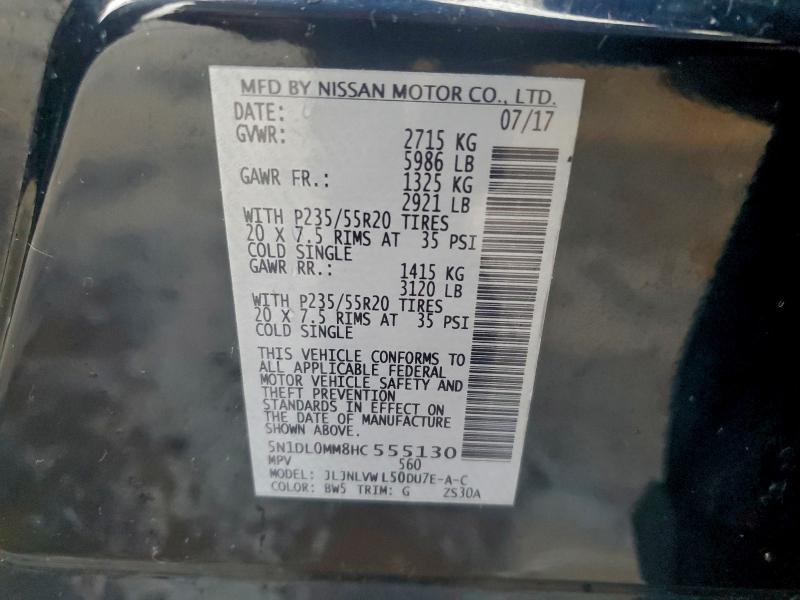 MFD BY NISSAN MOTOR CO., LTD.
DATE: 07/17
GVWR: 2715 KG
5986 LB
GAWR FR.: 1325 KG
2921 LB
WITH P235/55R20 TIRES
20 X 7.5 RIMS AT 35 PSI
COLD SINGLE
GAWR RR.: 1415 KG
3120 LB
WITH P235/55R20 TIRES
20 X 7.5 RIMS AT 35 PSI
COLD SINGLE
THIS VEHICLE CONFORMS TO
ALL APPLICABLE FEDERAL
MOTOR VEHICLE SAFETY AND
THEFT PREVENTION
STANDARDS IN EFFECT ON
THE DATE OF MANUFACTURE
SHOWN ABOVE.
5N1DL0MM8HC 555130
MPV 560
MODEL: JLJNLVW L50DU7E-A-C
COLOR: BW5 TRIM: G ZS30A